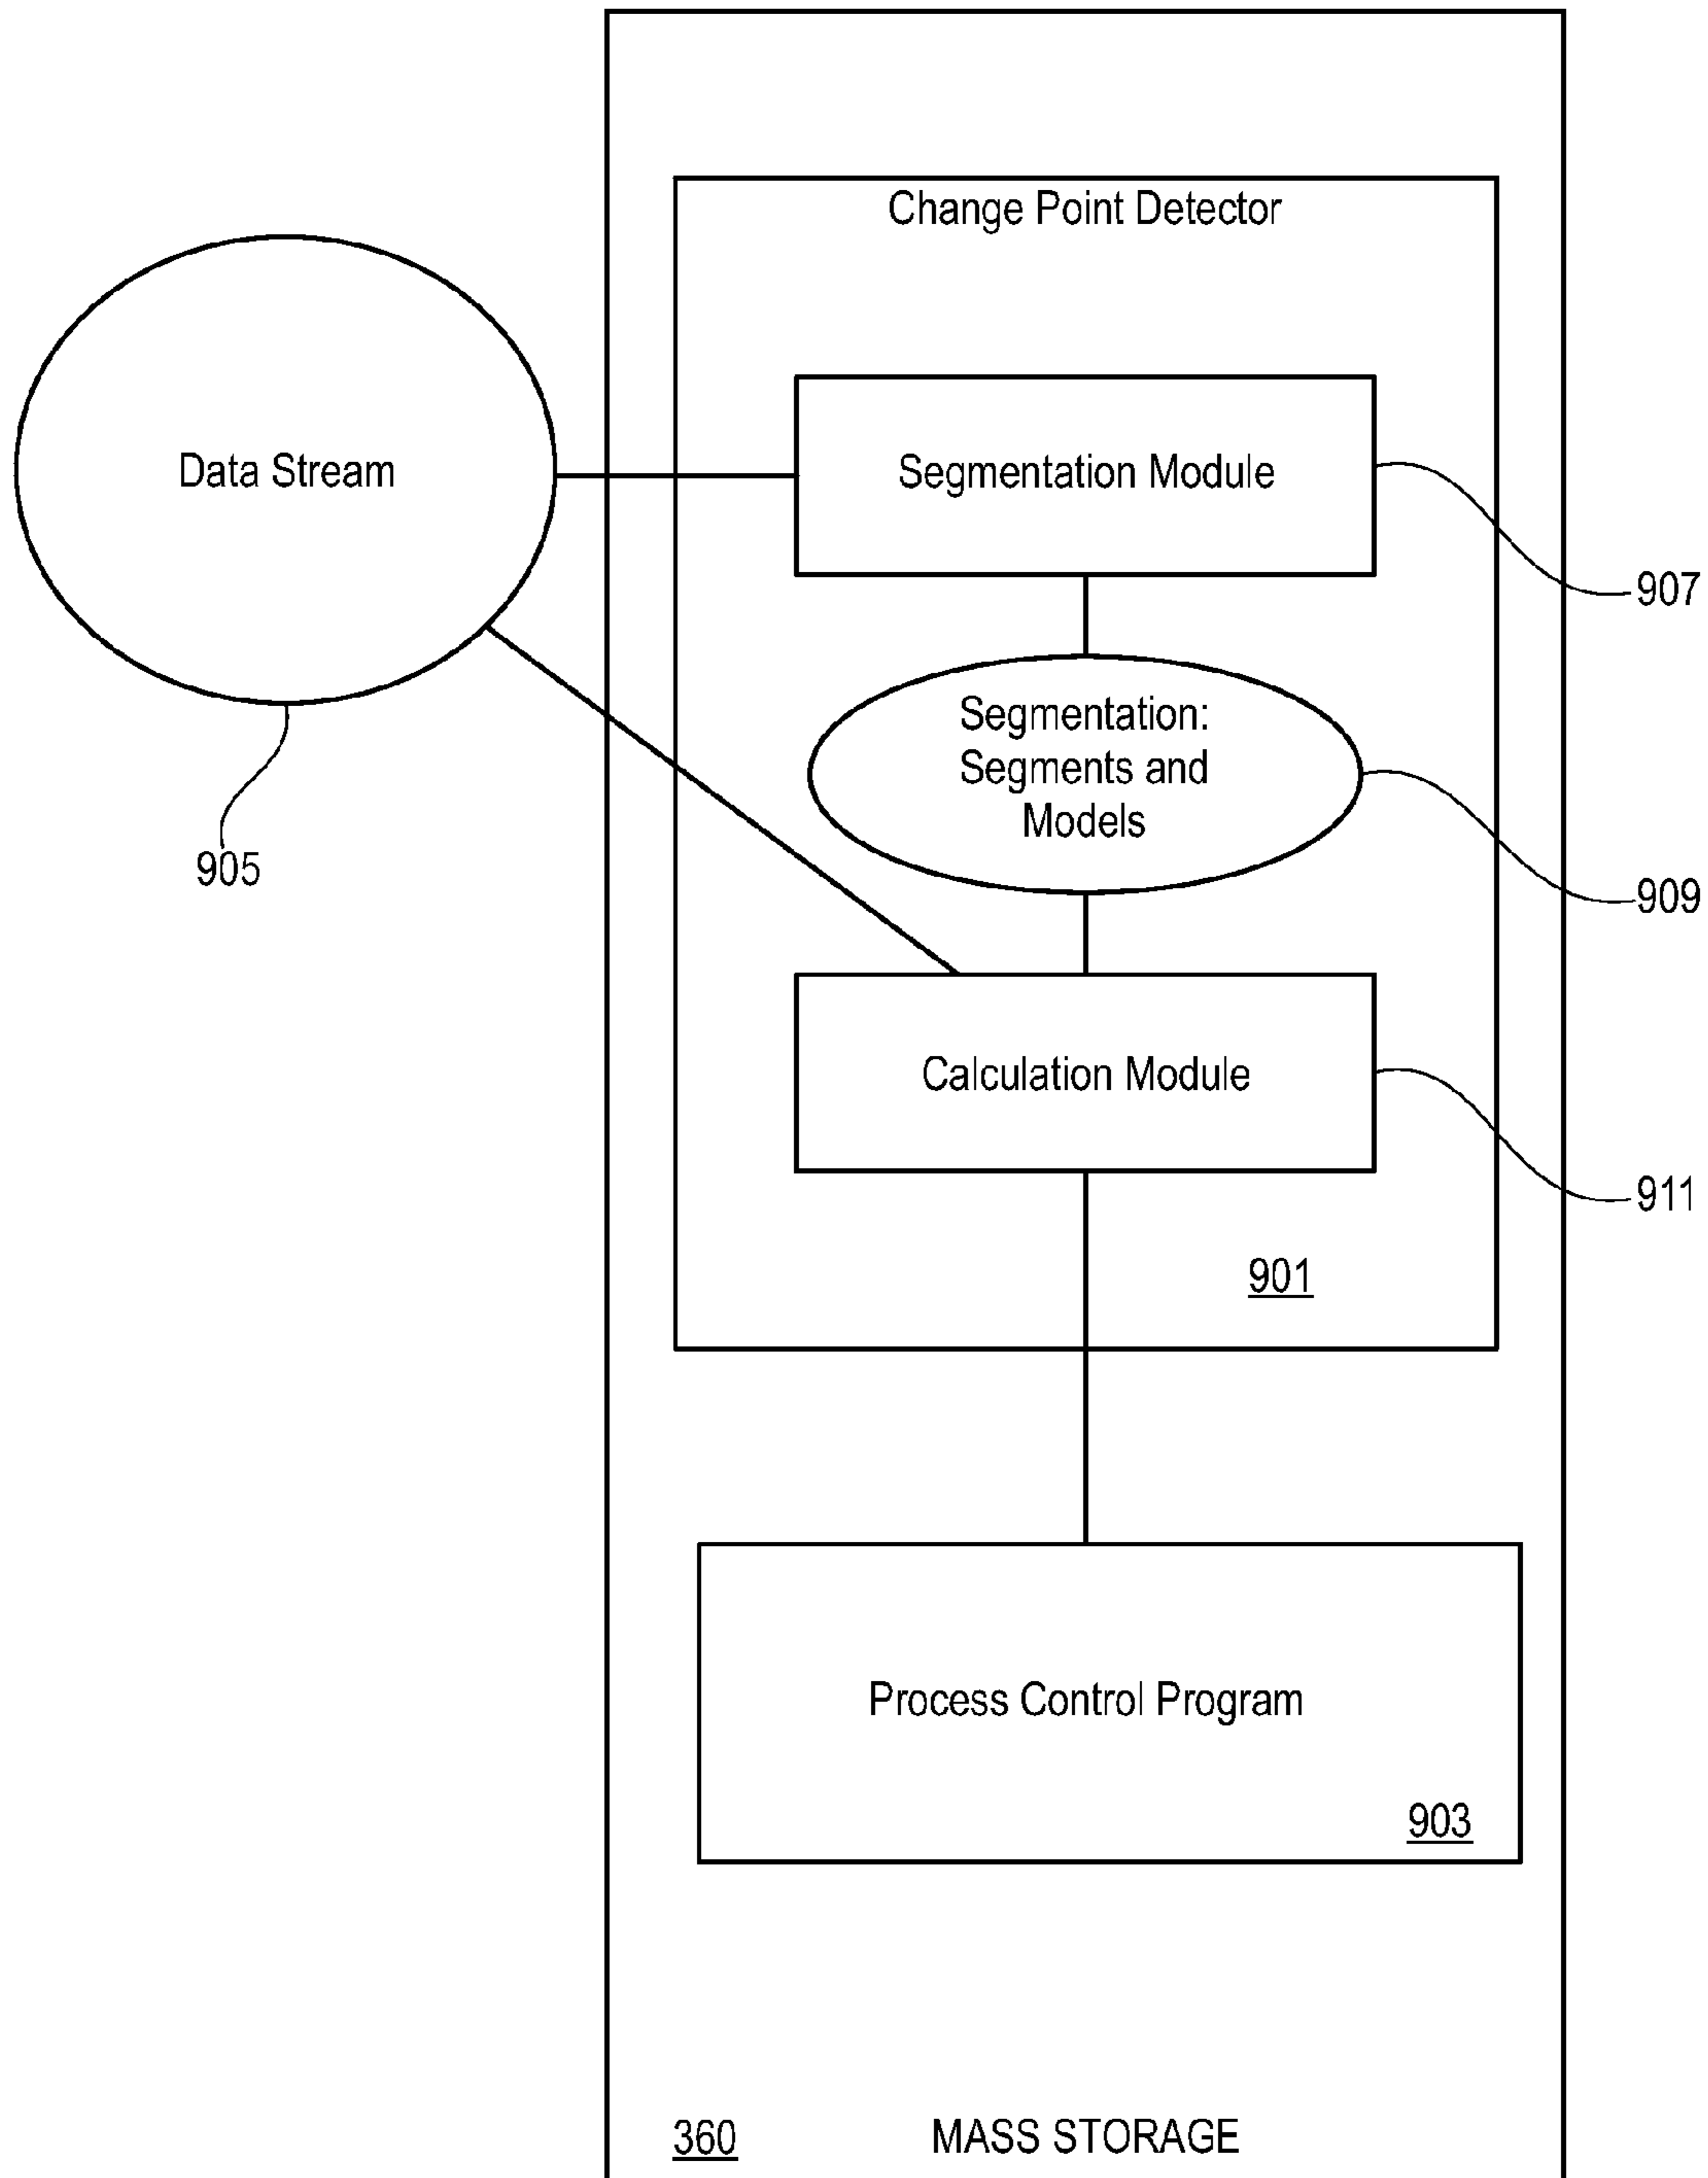 Change Point Detector
Data Stream
Segmentation Module
907
Segmentation:
Segments and
Models
905
909
Calculation Module
911
901
Process Control Program
903
360
MASS STORAGE